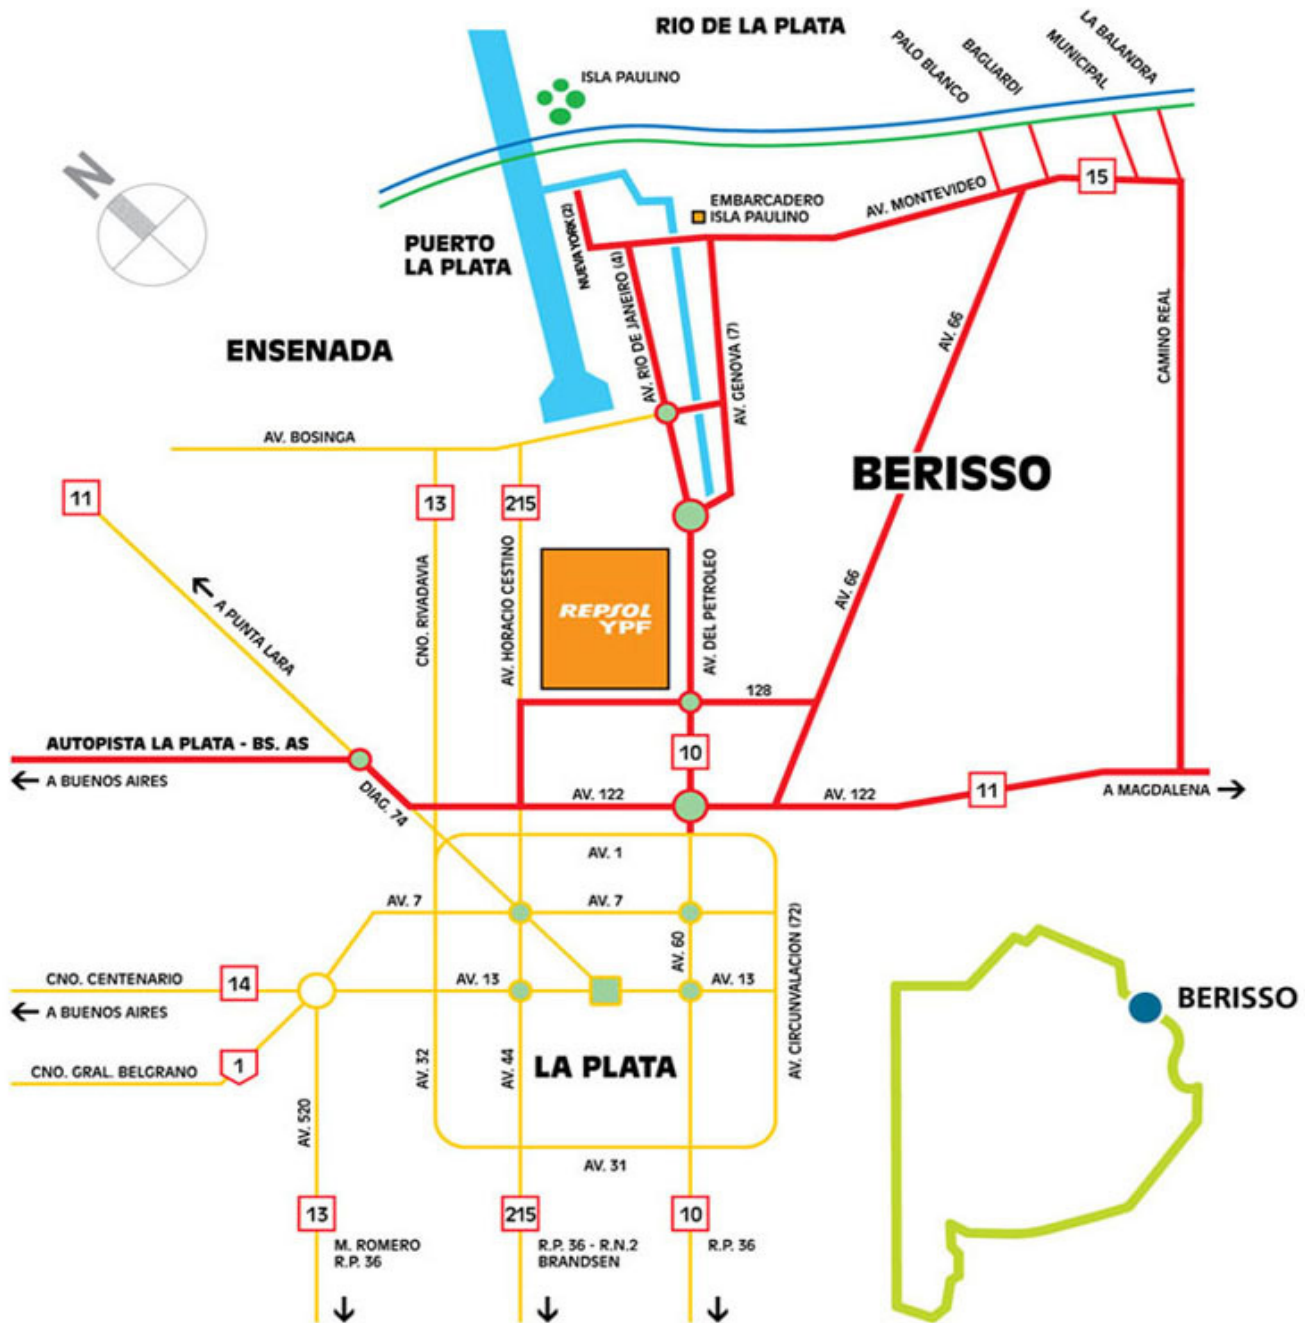 RIO DE LA PLATA
LA BALANDRA
MUNICIPAL
BAGLIARDI
PALO BLANCO
ISLA PAULINO
N
15
EMBARCADERO
ISLA PAULINO
AV. MONTEVIDEO
NUEVA YORK (2)
PUERTO
LA PLATA
AV. RIO DE JANEIRO (4)
AV. GENOVA (7)
AV. 66
CAMINO REAL
ENSENADA
AV. BOSINGA
BERISSO
11
13
215
CNO. RIVADAVIA
AV. HORACIO CESTINO
REPSOL
YPF
AV. DEL PETROLEO
AV. 66
A PUNTA LARA
128
10
AUTOPISTA LA PLATA - BS. AS
A BUENOS AIRES
DIAG. 74
AV. 122
AV. 122
11
A MAGDALENA
AV. 1
AV. 7
AV. 7
AV. 60
AV. CIRCUNVALACION (72)
CNO. CENTENARIO
14
AV. 13
AV. 13
A BUENOS AIRES
CNO. GRAL. BELGRANO
1
AV. 32
AV. 44
LA PLATA
BERISSO
AV. 520
AV. 31
13
215
10
M. ROMERO
R.P. 36
R.P. 36 - R.N.2
BRANDSEN
R.P. 36